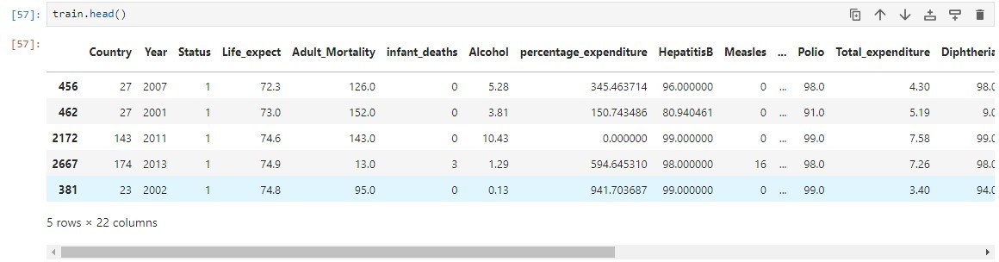 [57]: train.head()
[57]:
Country Year Status Life_expect Adult_Mortality infant_deaths Alcohol percentage_expenditure HepatitisB Measles ... Polio Total_expenditure Diphtheria
456 27 2007 1 72.3 126.0 0 5.28 345.463714 96.000000 0 ... 98.0 4.30 98.0
462 27 2001 1 73.0 152.0 0 3.81 150.743486 80.940461 0 ... 91.0 5.19 9.0
2172 143 2011 1 74.6 143.0 0 10.43 0.000000 99.000000 0 ... 99.0 7.58 99.0
2667 174 2013 1 74.9 13.0 3 1.29 594.645310 98.000000 16 ... 98.0 7.26 98.0
381 23 2002 1 74.8 95.0 0 0.13 941.703687 99.000000 0 ... 99.0 3.40 94.0
5 rows × 22 columns